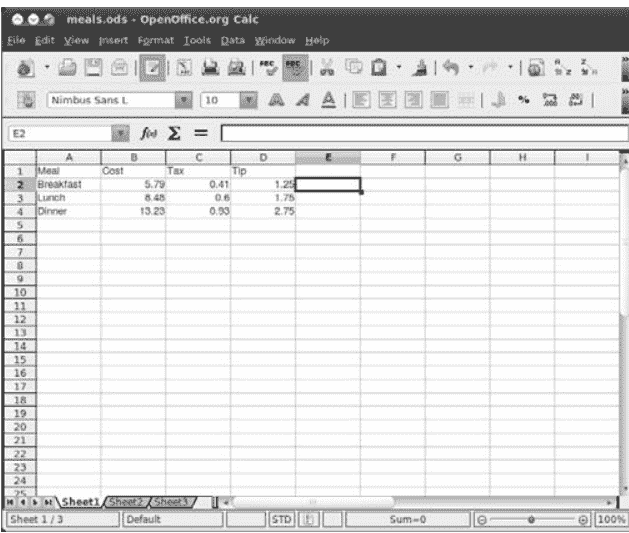 meals.ods - OpenOffice.org Calc
File Edit View Insert Format Tools Data Window Help
Nimbus Sans L 10
E2 f(x) Σ =
A B C D E F G H I
1 Meal Cost Tax Tip
2 Breakfast 5.79 0.41 1.25
3 Lunch 8.48 0.6 1.75
4 Dinner 13.23 0.93 2.75
5
6
7
8
9
10
11
12
13
14
15
16
17
18
19
20
21
22
23
24
25
Sheet1 Sheet2 Sheet3
Sheet 1 / 3 Default STD Sum=0 100%